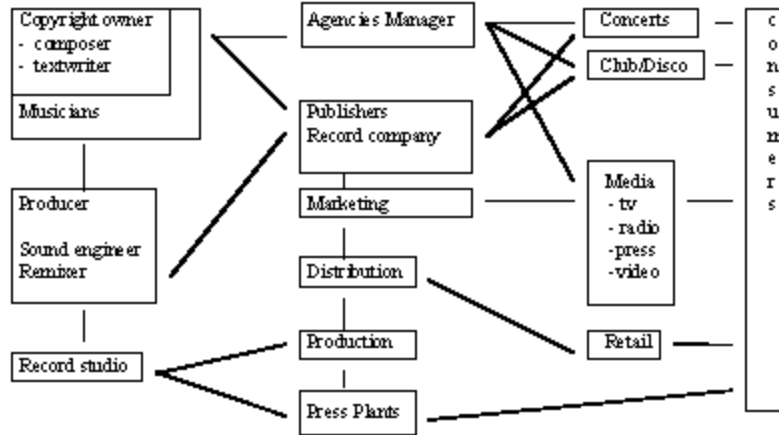 Copyright owner
- composer
- textwriter
Musicians
Producer
Sound engineer
Remixer
Record studio
Agencies Manager
Publishers
Record company
Marketing
Distribution
Production
Press Plants
Concerts
Club/Disco
Media
- tv
- radio
-press
-video
Retail
c
o
n
s
u
m
e
r
s